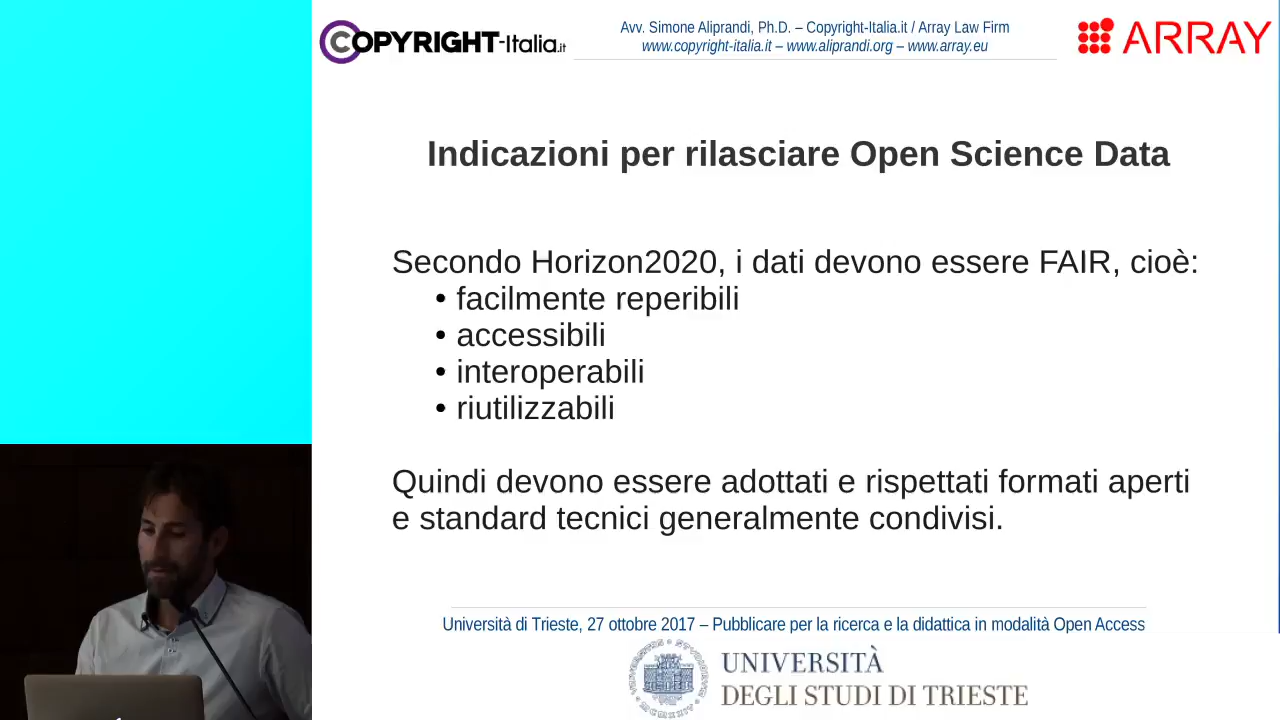 COPYRIGHT-Italia.it
Avv. Simone Aliprandi, Ph.D. – Copyright-Italia.it / Array Law Firm
www.copyright-italia.it – www.aliprandi.org – www.array.eu
ARRAY
Indicazioni per rilasciare Open Science Data
Secondo Horizon2020, i dati devono essere FAIR, cioè:
• facilmente reperibili
• accessibili
• interoperabili
• riutilizzabili
Quindi devono essere adottati e rispettati formati aperti
e standard tecnici generalmente condivisi.
Università di Trieste, 27 ottobre 2017 – Pubblicare per la ricerca e la didattica in modalità Open Access
UNIVERSITÀ
DEGLI STUDI DI TRIESTE